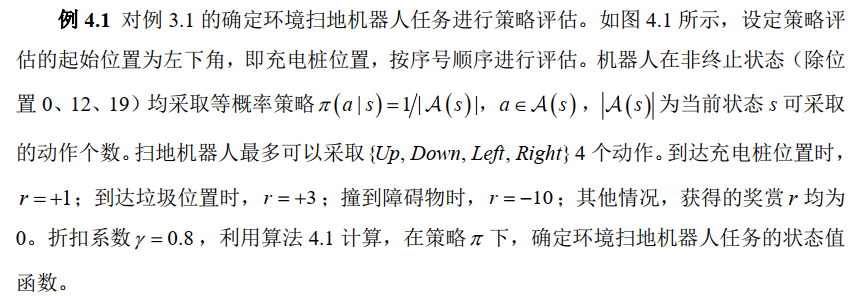 例 4.1 对例 3.1 的确定环境扫地机器人任务进行策略评估。如图 4.1 所示，设定策略评
估的起始位置为左下角，即充电桩位置，按序号顺序进行评估。机器人在非终止状态（除位
置 0、12、19）均采取等概率策略 π(a|s)=1/|𝒜(s)|，a∈𝒜(s)，|𝒜(s)|为当前状态 s 可采取
的动作个数。扫地机器人最多可以采取{Up, Down, Left, Right} 4 个动作。到达充电桩位置时，
r=+1；到达垃圾位置时，r=+3；撞到障碍物时，r=−10；其他情况，获得的奖赏 r 均为
0。折扣系数γ=0.8，利用算法 4.1 计算，在策略π 下，确定环境扫地机器人任务的状态值
函数。